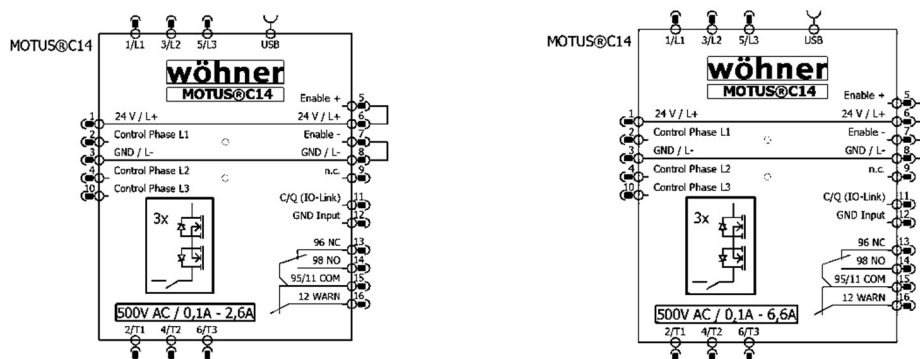 1/L1 3/L2 5/L3 USB
MOTUS®C14
wöhner
MOTUS®C14
Enable + 5
1 24 V / L+ 24 V / L+ 6
2 Control Phase L1 Enable - 7
3 GND / L- GND / L- 8
4 Control Phase L2 n.c. 9
10 Control Phase L3
C/Q (IO-Link) 11
GND Input 12
3x
96 NC 13
98 NO 14
95/11 COM 15
12 WARN 16
500V AC / 0,1A - 2,6A
2/T1 4/T2 6/T3
1/L1 3/L2 5/L3 USB
MOTUS®C14
wöhner
MOTUS®C14
Enable + 5
1 24 V / L+ 24 V / L+ 6
2 Control Phase L1 Enable - 7
3 GND / L- GND / L- 8
4 Control Phase L2 n.c. 9
10 Control Phase L3
C/Q (IO-Link) 11
GND Input 12
3x
96 NC 13
98 NO 14
95/11 COM 15
12 WARN 16
500V AC / 0,1A - 6,6A
2/T1 4/T2 6/T3